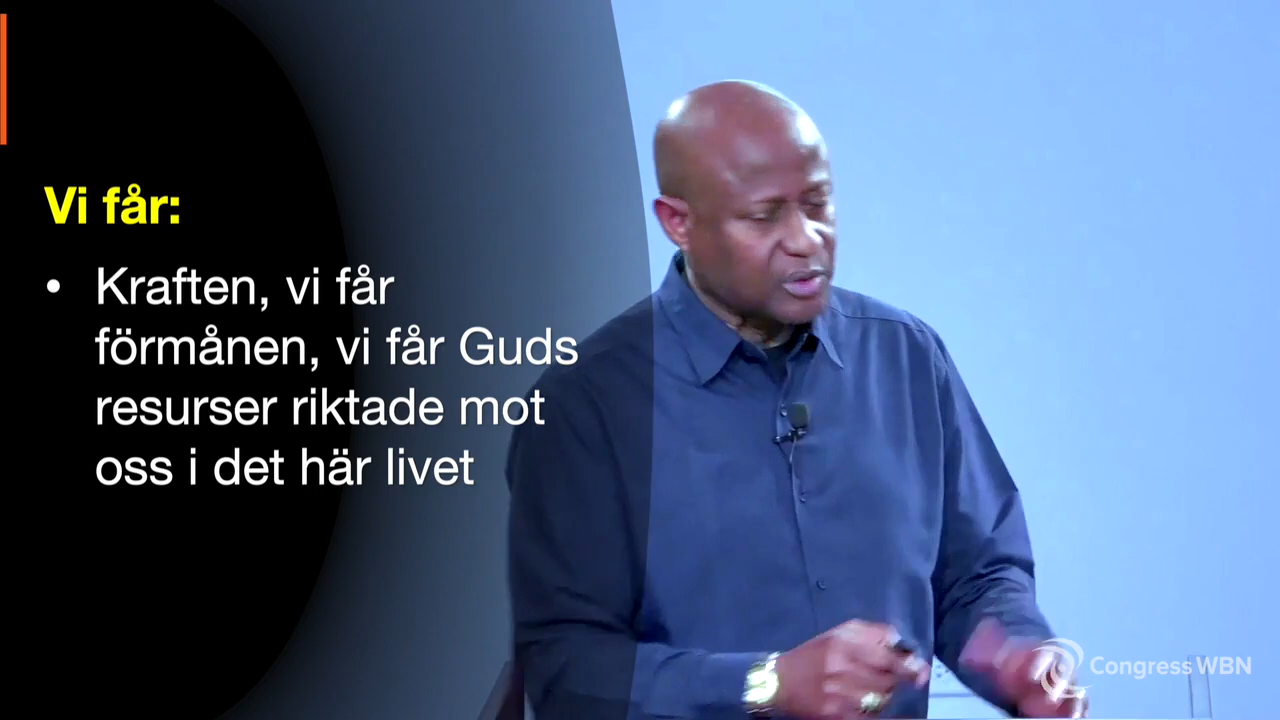 Vi får:
• Kraften, vi får
förmånen, vi får Guds
resurser riktade mot
oss i det här livet
Congress WBN